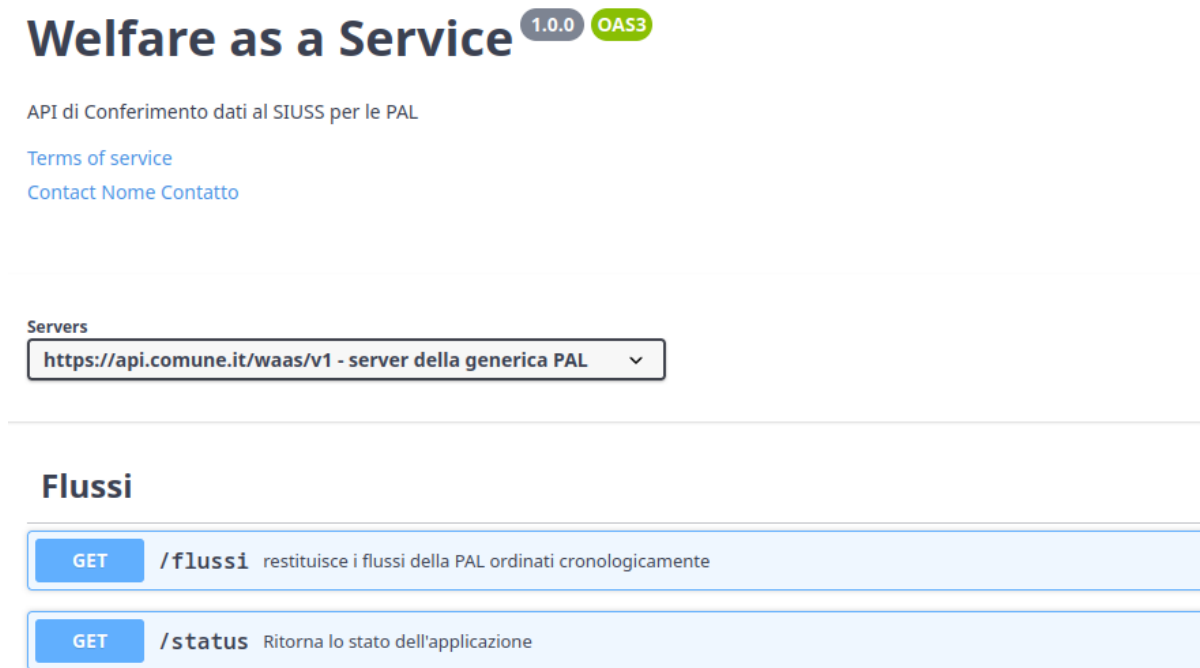 Welfare as a Service 1.0.0 OAS3
API di Conferimento dati al SIUSS per le PAL
Terms of service
Contact Nome Contatto
Servers
https://api.comune.it/waas/v1 - server della generica PAL
Flussi
GET /flussi restituisce i flussi della PAL ordinati cronologicamente
GET /status Ritorna lo stato dell'applicazione